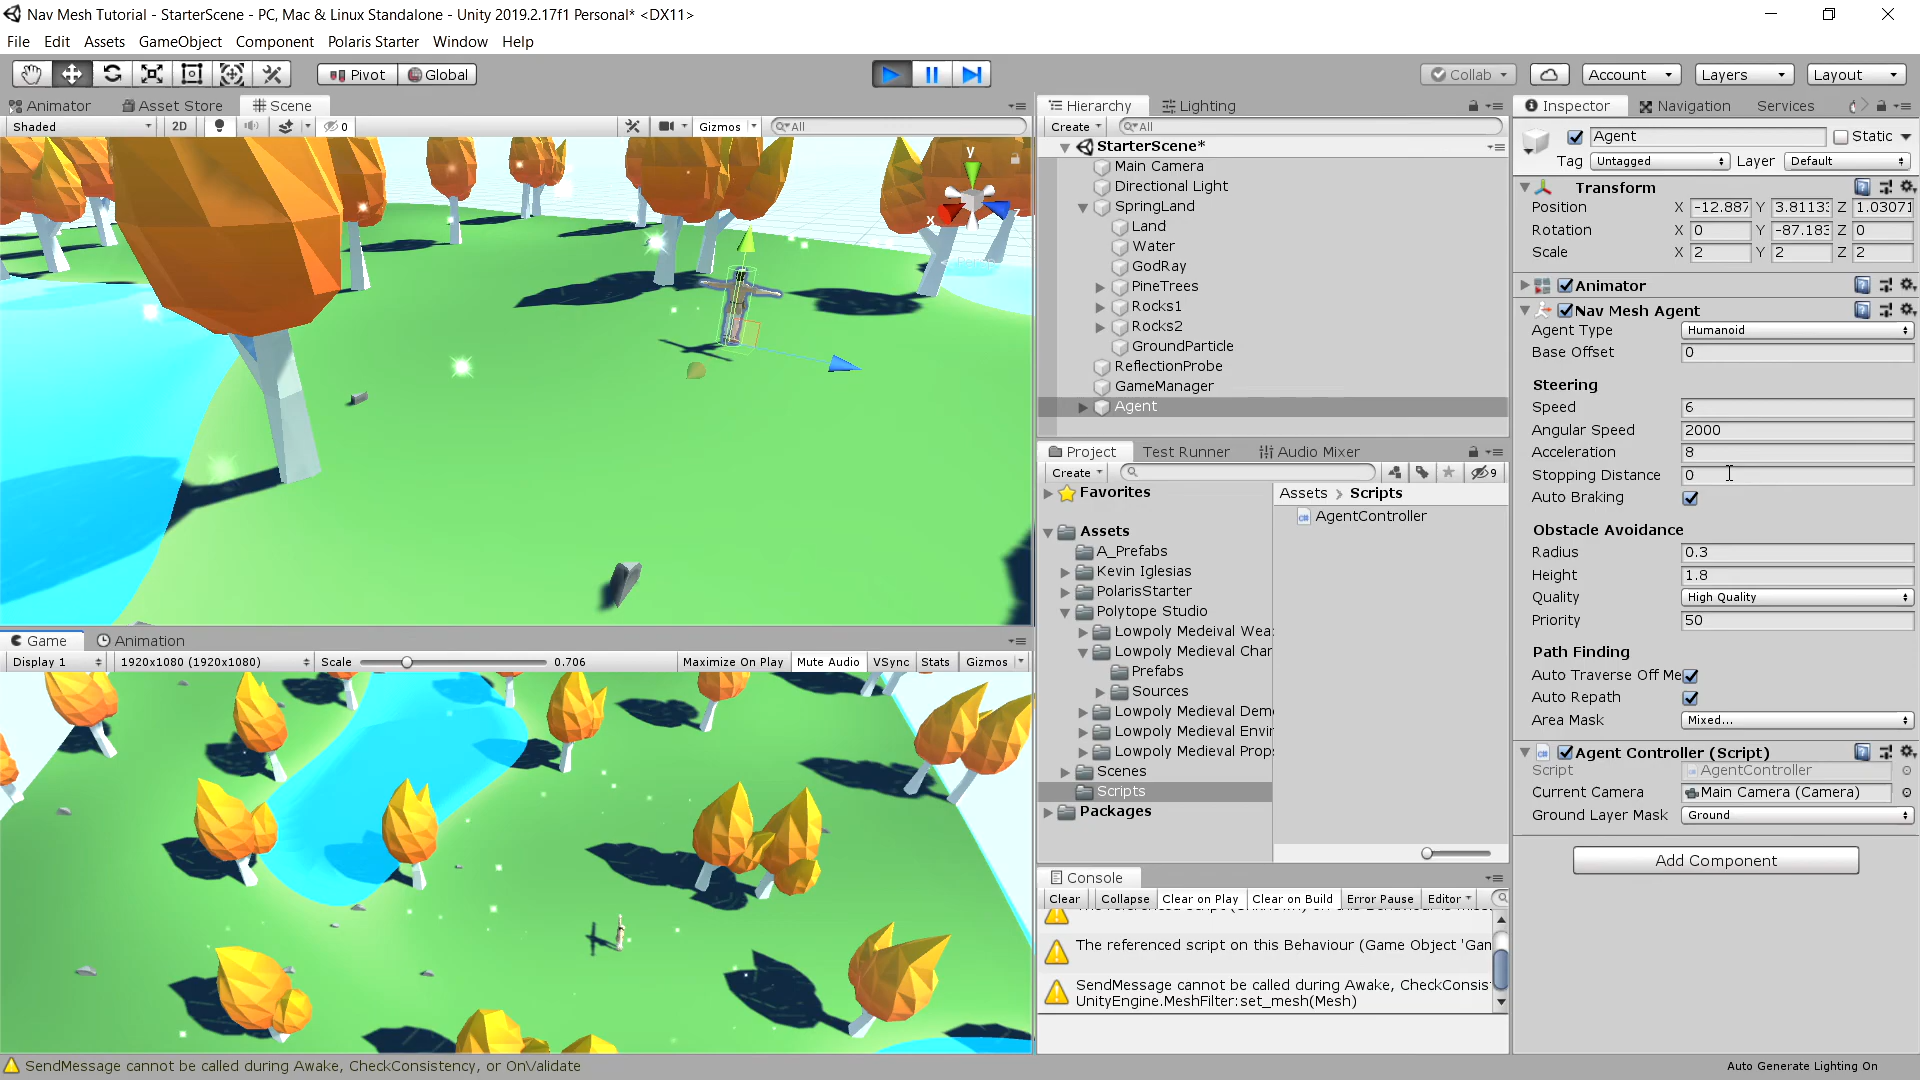 Nav Mesh Tutorial - StarterScene - PC, Mac & Linux Standalone - Unity 2019.2.17f1 Personal* <DX11>
File Edit Assets GameObject Component Polaris Starter Window Help
Pivot Global Collab Account Layers Layout
Animator Asset Store Scene
Shaded 2D 0 Gizmos All
y
x
z
Hierarchy Lighting
Create All
StarterScene*
Main Camera
Directional Light
SpringLand
Land
Water
GodRay
PineTrees
Rocks1
Rocks2
GroundParticle
ReflectionProbe
GameManager
Agent
Project Test Runner Audio Mixer
Create 9
Favorites
Assets
A_Prefabs
Kevin Iglesias
PolarisStarter
Polytope Studio
Lowpoly Medeival Wea
Lowpoly Medieval Char
Prefabs
Sources
Lowpoly Medieval Dem
Lowpoly Medieval Envir
Lowpoly Medieval Props
Scenes
Scripts
Packages
Assets > Scripts
AgentController
Console
Clear Collapse Clear on Play Clear on Build Error Pause Editor
The referenced script on this Behaviour (Game Object 'Gan
SendMessage cannot be called during Awake, CheckConsis
UnityEngine.MeshFilter:set_mesh(Mesh)
Inspector Navigation Services
Agent Static
Tag Untagged Layer Default
Transform
Position X -12.887 Y 3.8113 Z 1.03071
Rotation X 0 Y -87.183 Z 0
Scale X 2 Y 2 Z 2
Animator
Nav Mesh Agent
Agent Type Humanoid
Base Offset 0
Steering
Speed 6
Angular Speed 2000
Acceleration 8
Stopping Distance 0
Auto Braking
Obstacle Avoidance
Radius 0.3
Height 1.8
Quality High Quality
Priority 50
Path Finding
Auto Traverse Off Me
Auto Repath
Area Mask Mixed...
Agent Controller (Script)
Script AgentController
Current Camera Main Camera (Camera)
Ground Layer Mask Ground
Add Component
Game Animation
Display 1 1920x1080 (1920x1080) Scale 0.706 Maximize On Play Mute Audio VSync Stats Gizmos
SendMessage cannot be called during Awake, CheckConsistency, or OnValidate
Auto Generate Lighting On